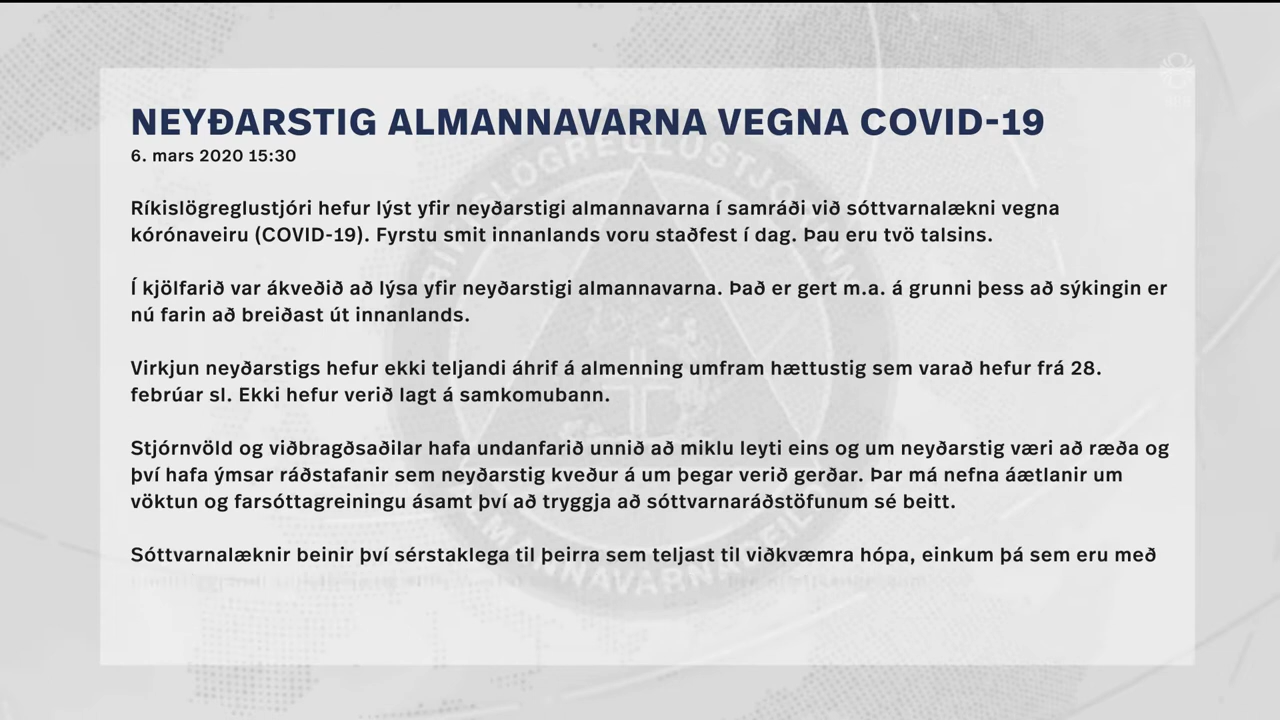 NEYÐARSTIG ALMANNAVARNA VEGNA COVID-19
6. mars 2020 15:30
Ríkislögreglustjóri hefur lýst yfir neyðarstigi almannavarna í samráði við sóttvarnalækni vegna
kórónaveiru (COVID-19). Fyrstu smit innanlands voru staðfest í dag. Þau eru tvö talsins.
Í kjölfarið var ákveðið að lýsa yfir neyðarstigi almannavarna. Það er gert m.a. á grunni þess að sýkingin er
nú farin að breiðast út innanlands.
Virkjun neyðarstigs hefur ekki teljandi áhrif á almenning umfram hættustig sem varað hefur frá 28.
febrúar sl. Ekki hefur verið lagt á samkomubann.
Stjórnvöld og viðbragðsaðilar hafa undanfarið unnið að miklu leyti eins og um neyðarstig væri að ræða og
því hafa ýmsar ráðstafanir sem neyðarstig kveður á um þegar verið gerðar. Þar má nefna áætlanir um
vöktun og farsóttagreiningu ásamt því að tryggja að sóttvarnaráðstöfunum sé beitt.
Sóttvarnalæknir beinir því sérstaklega til þeirra sem teljast til viðkvæmra hópa, einkum þá sem eru með